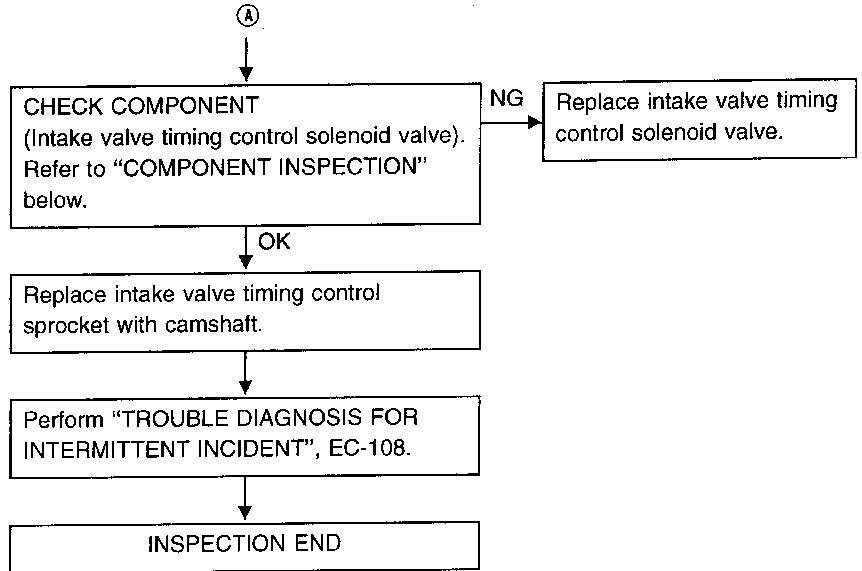 Ⓐ
CHECK COMPONENT
(Intake valve timing control solenoid valve).
Refer to “COMPONENT INSPECTION”
below.
NG
Replace intake valve timing
control solenoid valve.
OK
Replace intake valve timing control
sprocket with camshaft.
Perform “TROUBLE DIAGNOSIS FOR
INTERMITTENT INCIDENT”, EC-108.
INSPECTION END